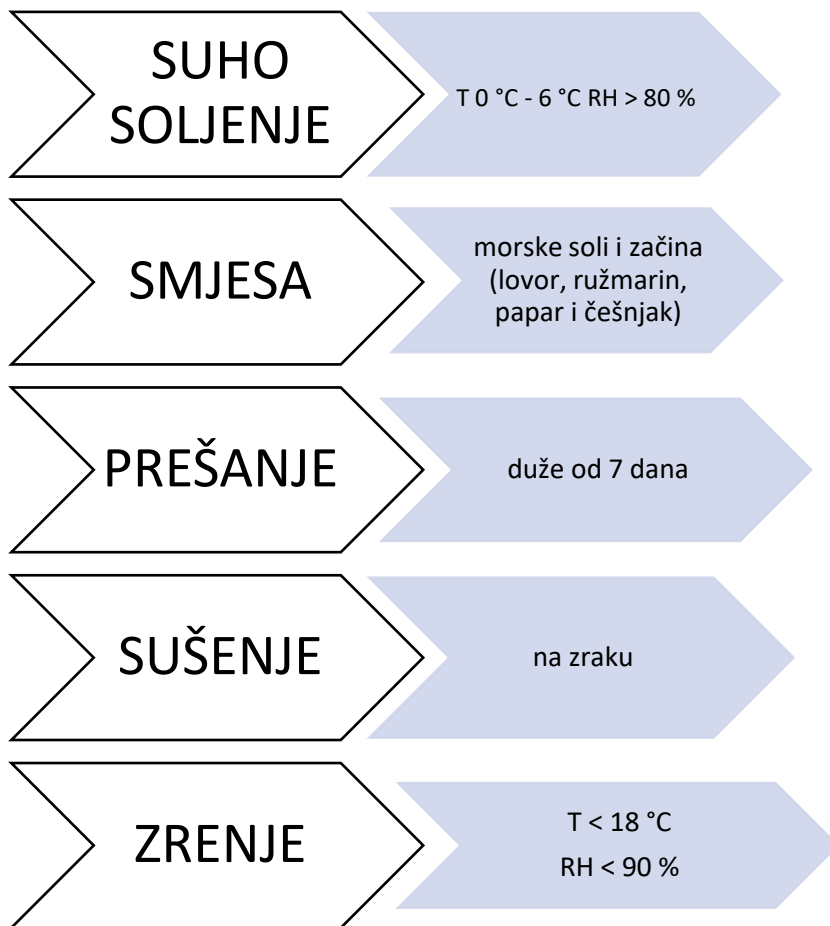 SUHO
SOLJENJE
T 0 °C - 6 °C RH > 80 %
SMJESA
morske soli i začina
(lovor, ružmarin,
papar i češnjak)
PREŠANJE
duže od 7 dana
SUŠENJE
na zraku
ZRENJE
T < 18 °C
RH < 90 %